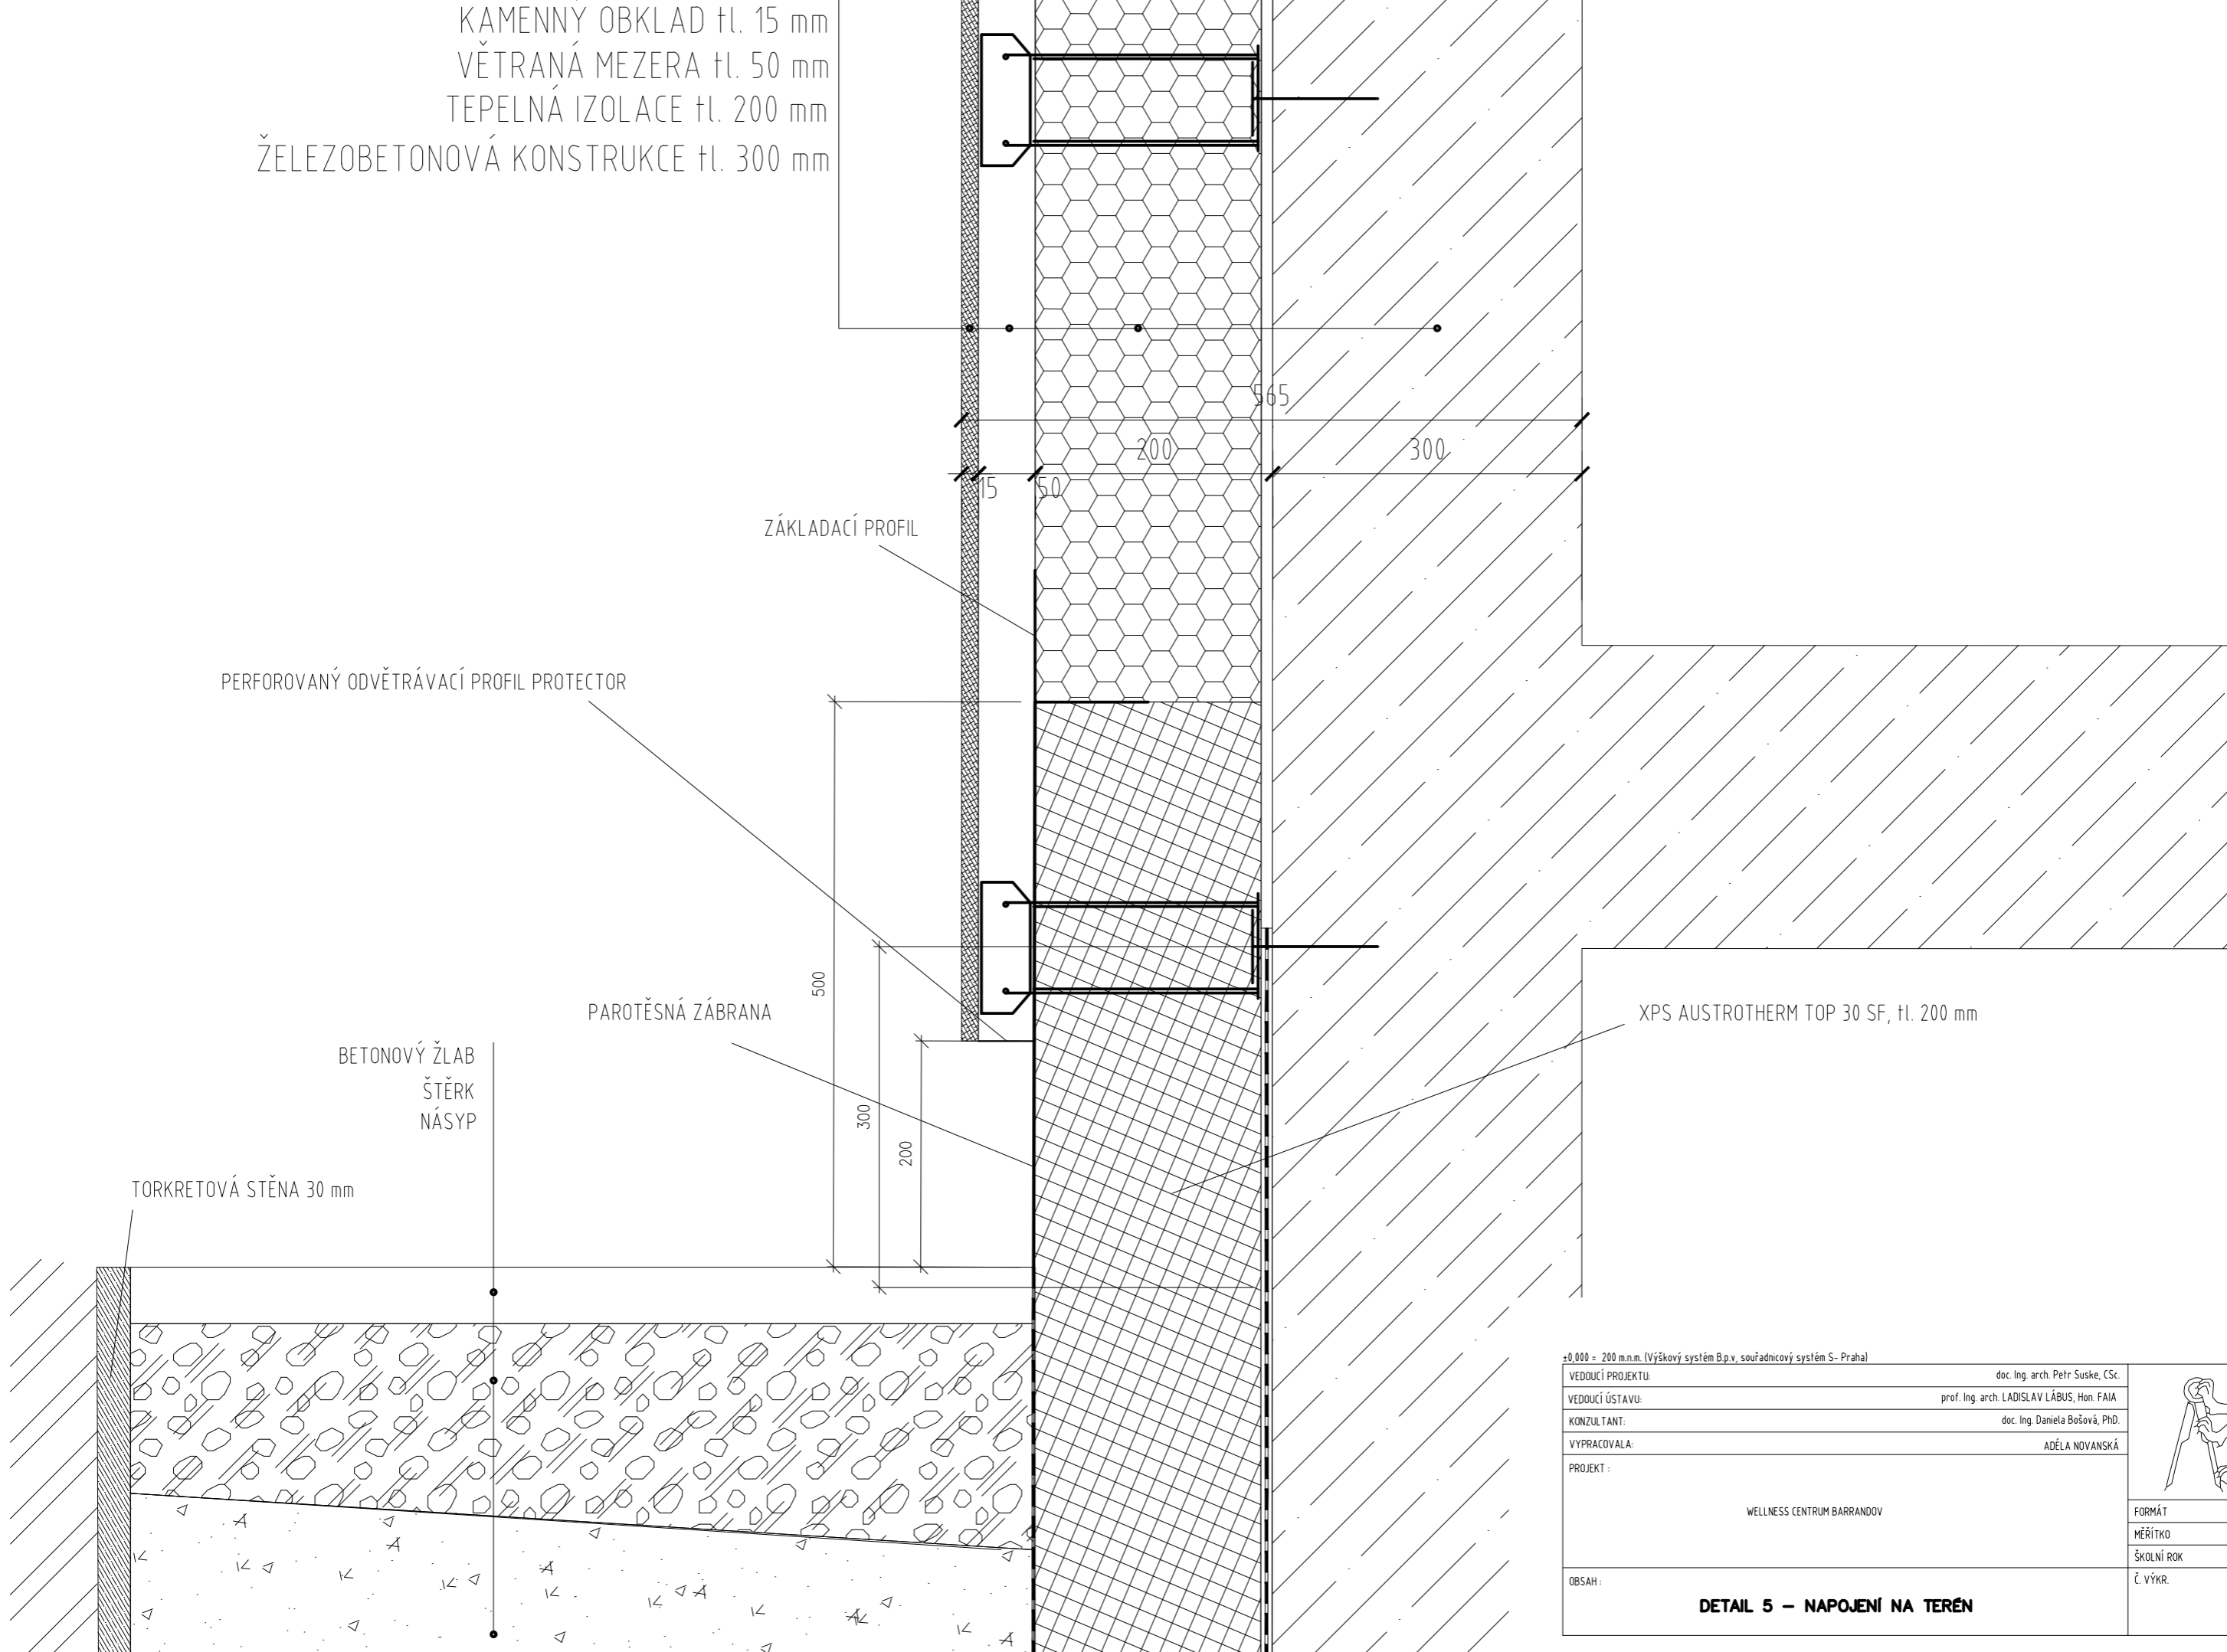 KAMENNÝ OBKLAD tl. 15 mm
VĚTRANÁ MEZERA tl. 50 mm
TEPELNÁ IZOLACE tl. 200 mm
ŽELEZOBETONOVÁ KONSTRUKCE tl. 300 mm
565
200
300
15
50
ZÁKLADACÍ PROFIL
PERFOROVANÝ ODVĚTRÁVACÍ PROFIL PROTECTOR
500
PAROTĚSNÁ ZÁBRANA
XPS AUSTROTHERM TOP 30 SF, tl. 200 mm
BETONOVÝ ŽLAB
ŠTĚRK
NÁSYP
300
200
TORKRETOVÁ STĚNA 30 mm
±0,000 = 200 m.n.m. (Výškový systém B.p.v, souřadnicový systém S- Praha)
VEDOUCÍ PROJEKTU: doc. Ing. arch. Petr Suske, CSc.
VEDOUCÍ ÚSTAVU: prof. Ing. arch. LADISLAV LÁBUS, Hon. FAIA
KONZULTANT: doc. Ing. Daniela Bošová, PhD.
VYPRACOVALA: ADÉLA NOVANSKÁ
PROJEKT :
WELLNESS CENTRUM BARRANDOV
FORMÁT
MĚŘÍTKO
ŠKOLNÍ ROK
OBSAH :
Č. VÝKR.
DETAIL 5 – NAPOJENÍ NA TERÉN